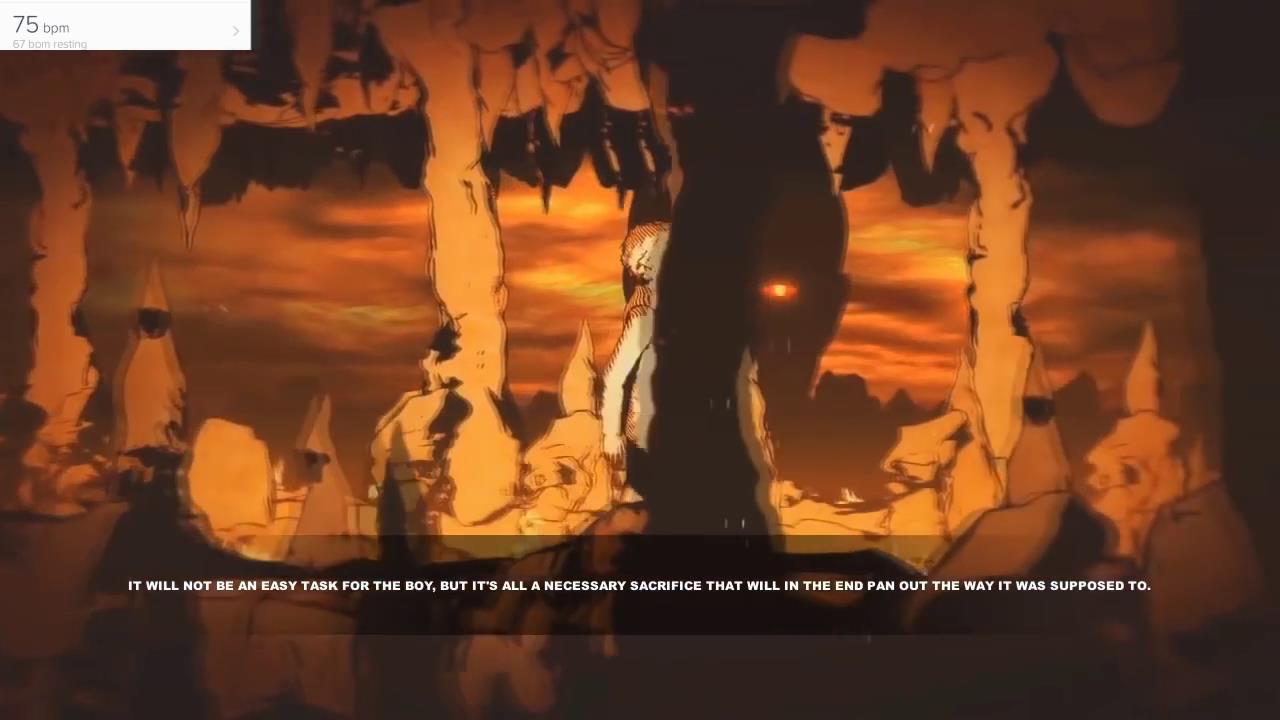 75 bpm
67 bpm resting
IT WILL NOT BE AN EASY TASK FOR THE BOY, BUT IT'S ALL A NECESSARY SACRIFICE THAT WILL IN THE END PAN OUT THE WAY IT WAS SUPPOSED TO.